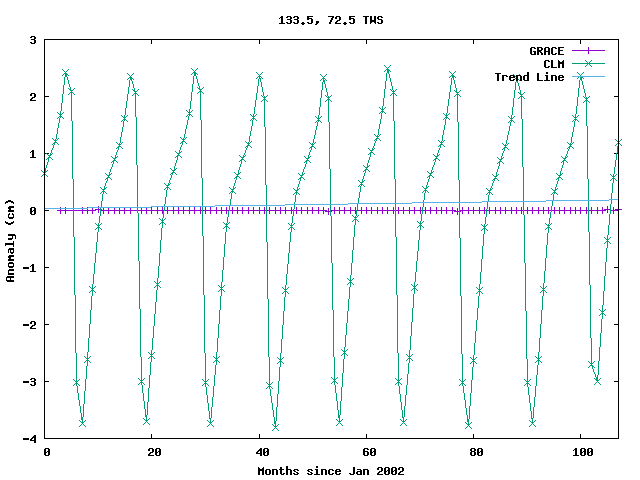 133.5, 72.5 TWS
GRACE
CLM
Trend Line
3
2
1
0
-1
-2
-3
-4
Anomaly (cm)
0 20 40 60 80 100
Months since Jan 2002